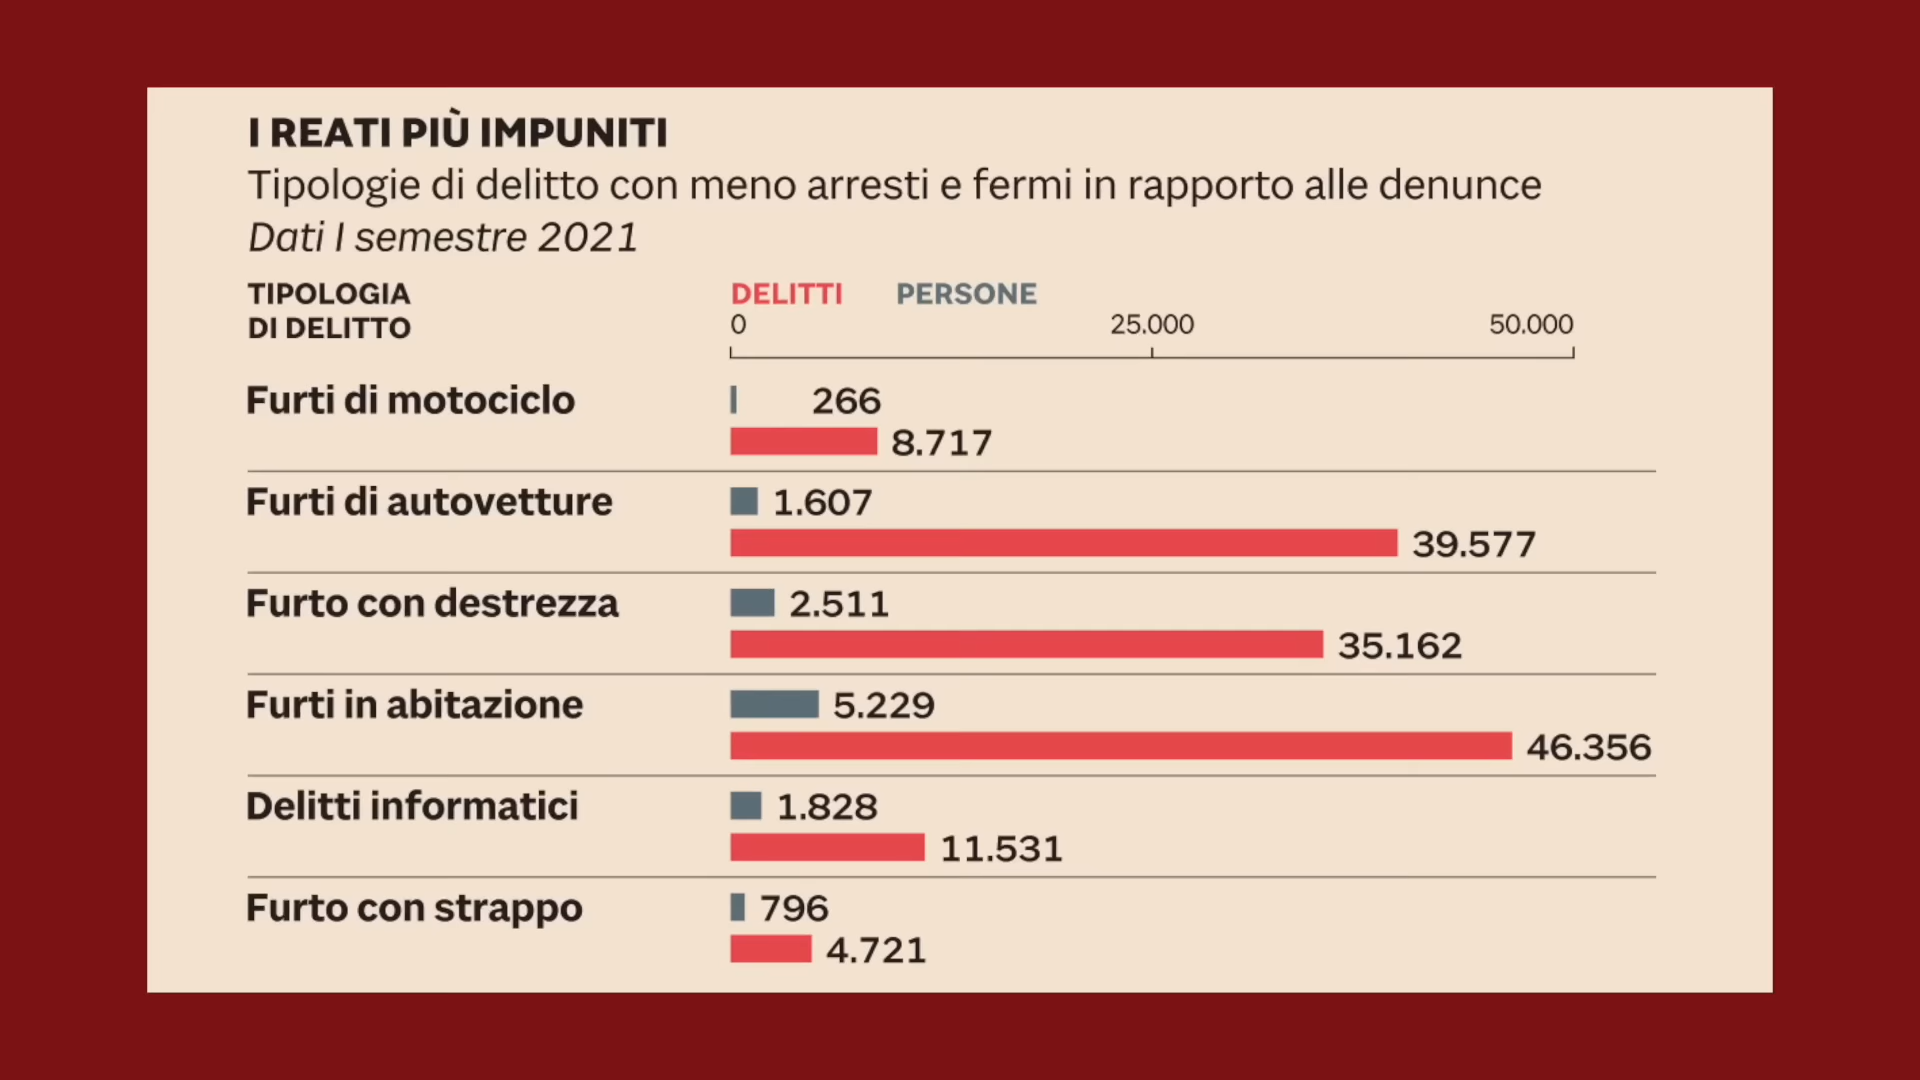 I REATI PIÙ IMPUNITI
Tipologie di delitto con meno arresti e fermi in rapporto alle denunce
Dati I semestre 2021
TIPOLOGIA
DI DELITTO
DELITTI PERSONE
0 25.000 50.000
Furti di motociclo 266
8.717
Furti di autovetture 1.607
39.577
Furto con destrezza 2.511
35.162
Furti in abitazione 5.229
46.356
Delitti informatici 1.828
11.531
Furto con strappo 796
4.721